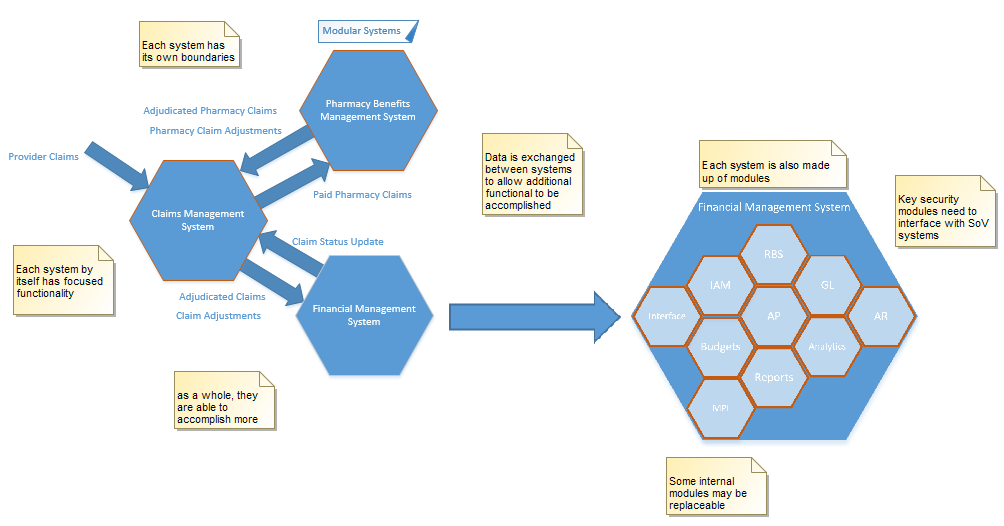 Modular Systems
Each system has
its own boundaries
Pharmacy Benefits
Management System
Adjudicated Pharmacy Claims
Pharmacy Claim Adjustments
Provider Claims
Paid Pharmacy Claims
Claims Management
System
Claim Status Update
Each system by
itself has focused
functionality
Adjudicated Claims
Claim Adjustments
Financial Management
System
as a whole, they
are able to
accomplish more
Data is exchanged
between systems
to allow additional
functional to be
accomplished
Each system is also made
up of modules
Key security
modules need to
interface with SoV
systems
Financial Management System
RBS
IAM
GL
Interface
AP
AR
Budgets
Analytics
Reports
MPI
Some internal
modules may be
replaceable